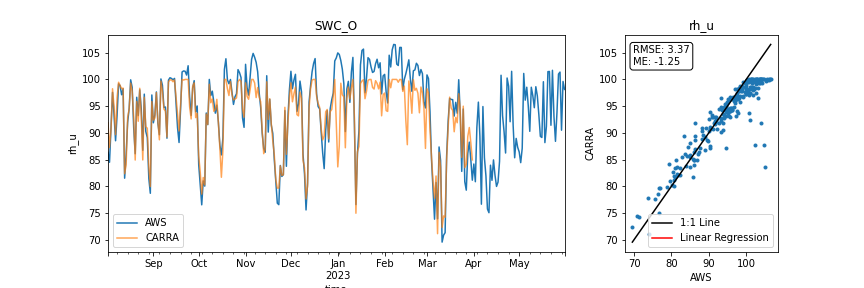 SWC_O
rh_u
105
100
95
90
85
80
75
70
rh_u
AWS
CARRA
Sep
Oct
Nov
Dec
Jan
2023
Feb
Mar
Apr
May
time
RMSE: 3.37
ME: -1.25
105
100
95
90
85
80
75
70
CARRA
1:1 Line
Linear Regression
70
80
90
100
AWS